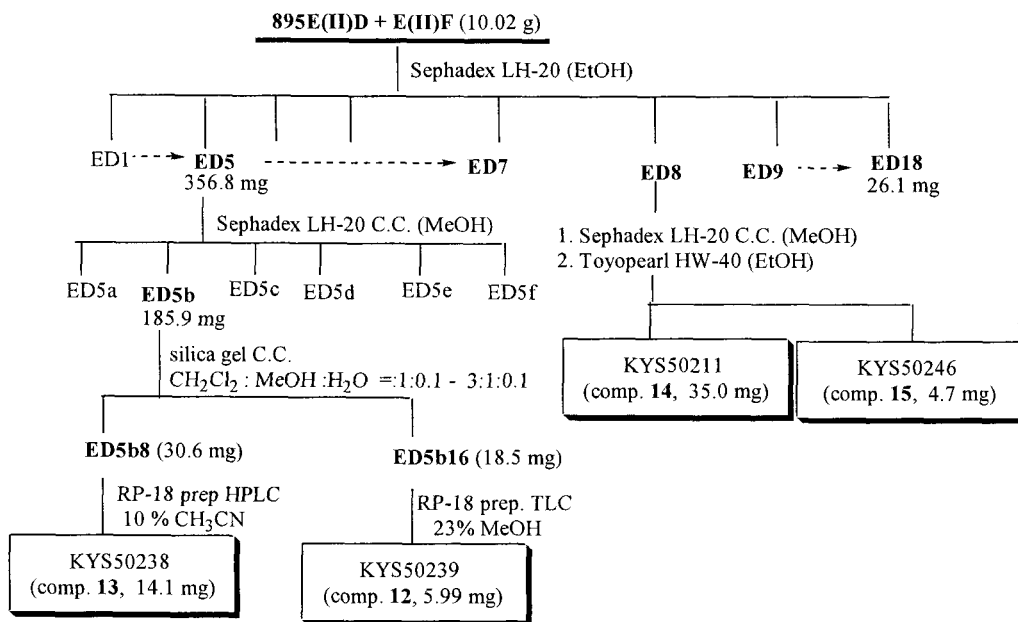 895E(II)D + E(II)F (10.02 g)
Sephadex LH-20 (EtOH)
ED1
ED5
356.8 mg
ED7
ED8
ED9
ED18
26.1 mg
Sephadex LH-20 C.C. (MeOH)
1. Sephadex LH-20 C.C. (MeOH)
2. Toyopearl HW-40 (EtOH)
ED5a
ED5b
185.9 mg
ED5c
ED5d
ED5e
ED5f
silica gel C.C.
CH₂Cl₂ : MeOH :H₂O =:1:0.1 - 3:1:0.1
KYS50211
(comp. 14, 35.0 mg)
KYS50246
(comp. 15, 4.7 mg)
ED5b8 (30.6 mg)
ED5b16 (18.5 mg)
RP-18 prep HPLC
10 % CH₃CN
RP-18 prep. TLC
23% MeOH
KYS50238
(comp. 13, 14.1 mg)
KYS50239
(comp. 12, 5.99 mg)